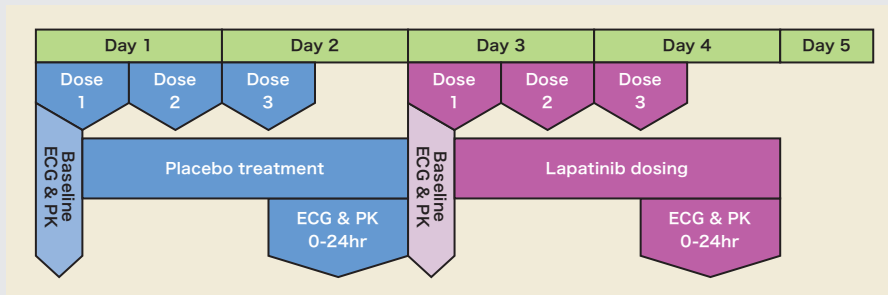 Day 1
Day 2
Day 3
Day 4
Day 5
Dose
1
Dose
2
Dose
3
Dose
1
Dose
2
Dose
3
Baseline
ECG & PK
Placebo treatment
Baseline
ECG & PK
Lapatinib dosing
ECG & PK
0-24hr
ECG & PK
0-24hr